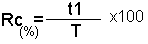 Rc(%)= t1/T x100